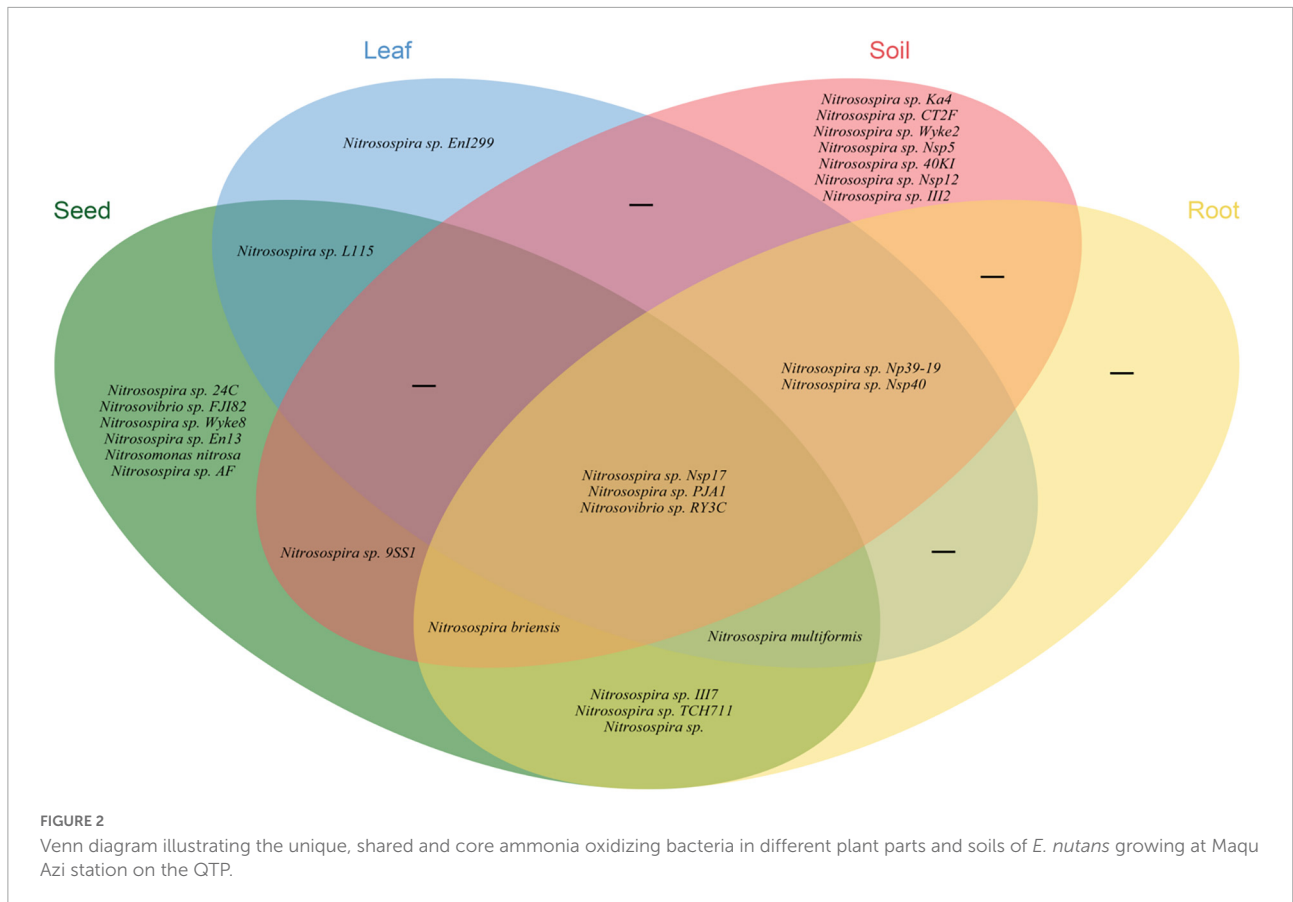 Leaf
Soil
Seed
Root
Nitrosospira sp. EnI299
Nitrosospira sp. Ka4
Nitrosospira sp. CT2F
Nitrosospira sp. Wyke2
Nitrosospira sp. Nsp5
Nitrosospira sp. 40KI
Nitrosospira sp. Nsp12
Nitrosospira sp. III2
—
Nitrosospira sp. L115
—
Nitrosospira sp. 24C
Nitrosovibrio sp. FJI82
Nitrosospira sp. Wyke8
Nitrosospira sp. En13
Nitrosomonas nitrosa
Nitrosospira sp. AF
—
Nitrosospira sp. Np39-19
Nitrosospira sp. Nsp40
—
Nitrosospira sp. Nsp17
Nitrosospira sp. PJA1
Nitrosovibrio sp. RY3C
Nitrosospira sp. 9SS1
—
Nitrosospira briensis
Nitrosospira multiformis
Nitrosospira sp. III7
Nitrosospira sp. TCH711
Nitrosospira sp.
FIGURE 2
Venn diagram illustrating the unique, shared and core ammonia oxidizing bacteria in different plant parts and soils of E. nutans growing at Maqu
Azi station on the QTP.